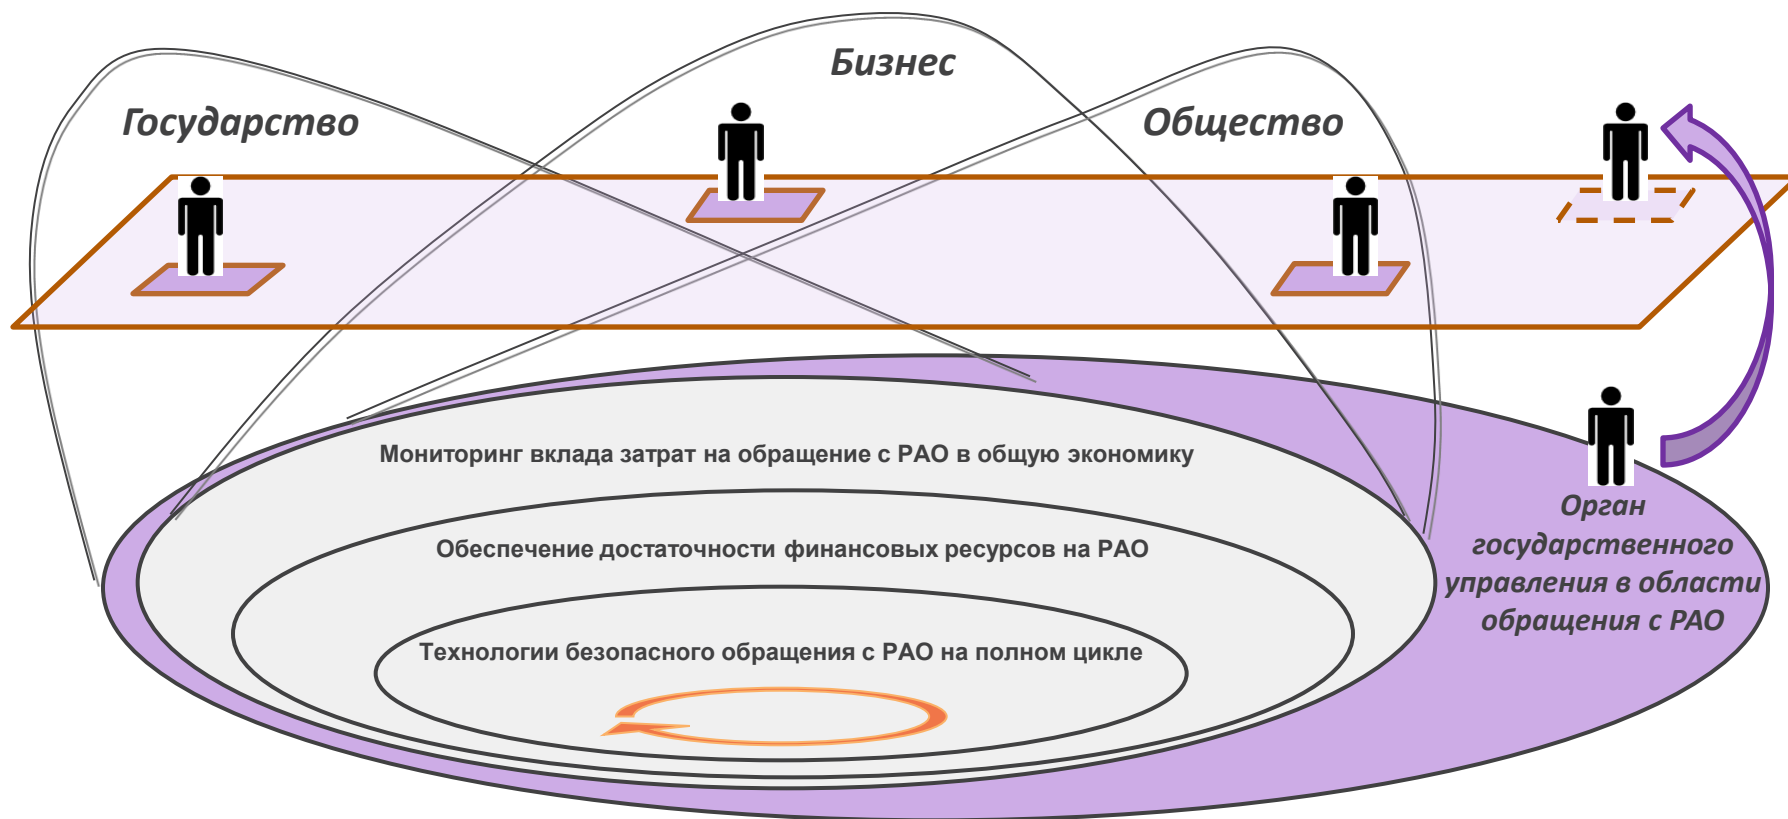 Бизнес
Государство
Общество
Мониторинг вклада затрат на обращение с РАО в общую экономику
Обеспечение достаточности финансовых ресурсов на РАО
Технологии безопасного обращения с РАО на полном цикле
Орган
государственного
управления в области
обращения с РАО